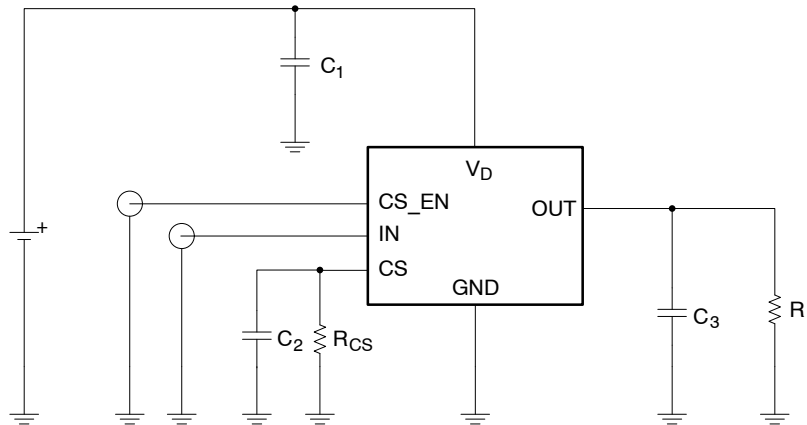 C1
VD
CS_EN
OUT
IN
CS
GND
+
C2
RCS
C3
R